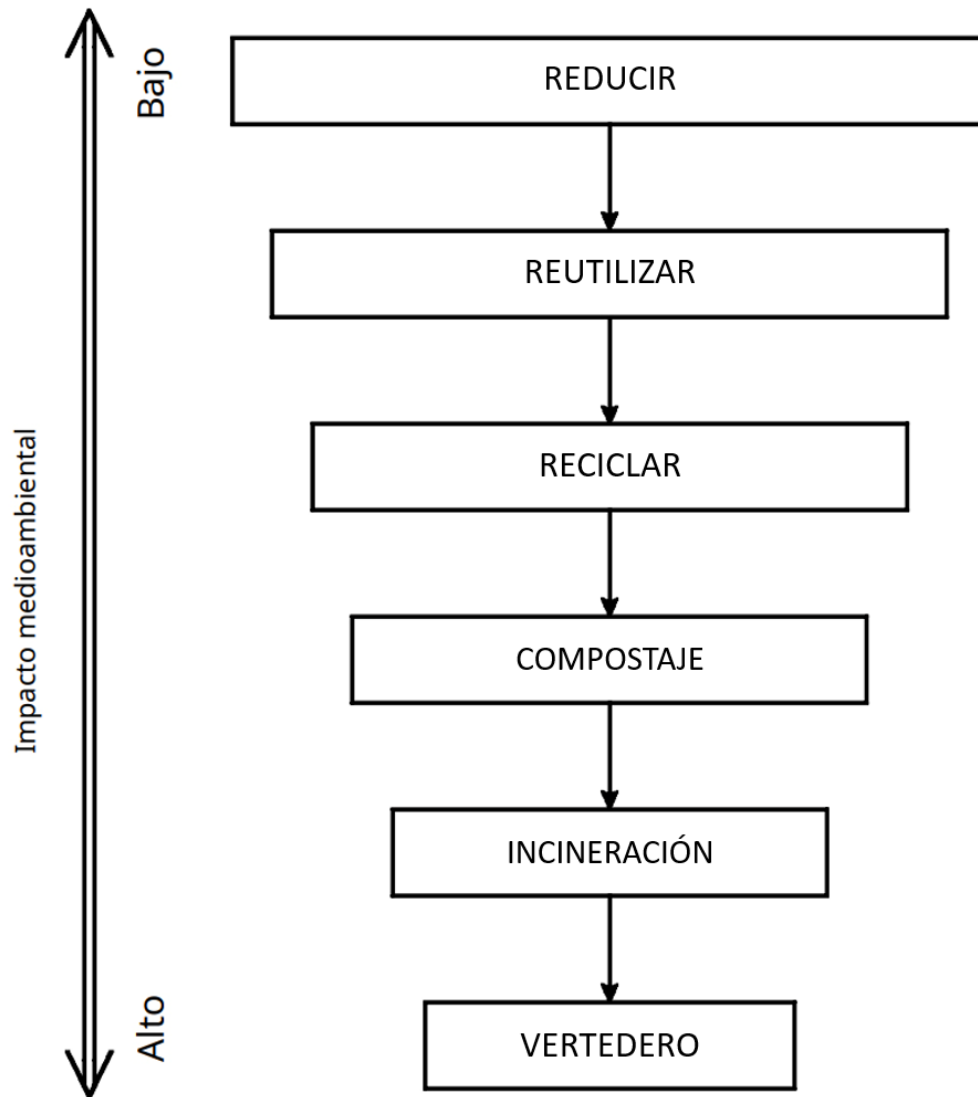 Bajo
REDUCIR
REUTILIZAR
RECICLAR
Impacto medioambiental
COMPOSTAJE
INCINERACIÓN
Alto
VERTEDERO